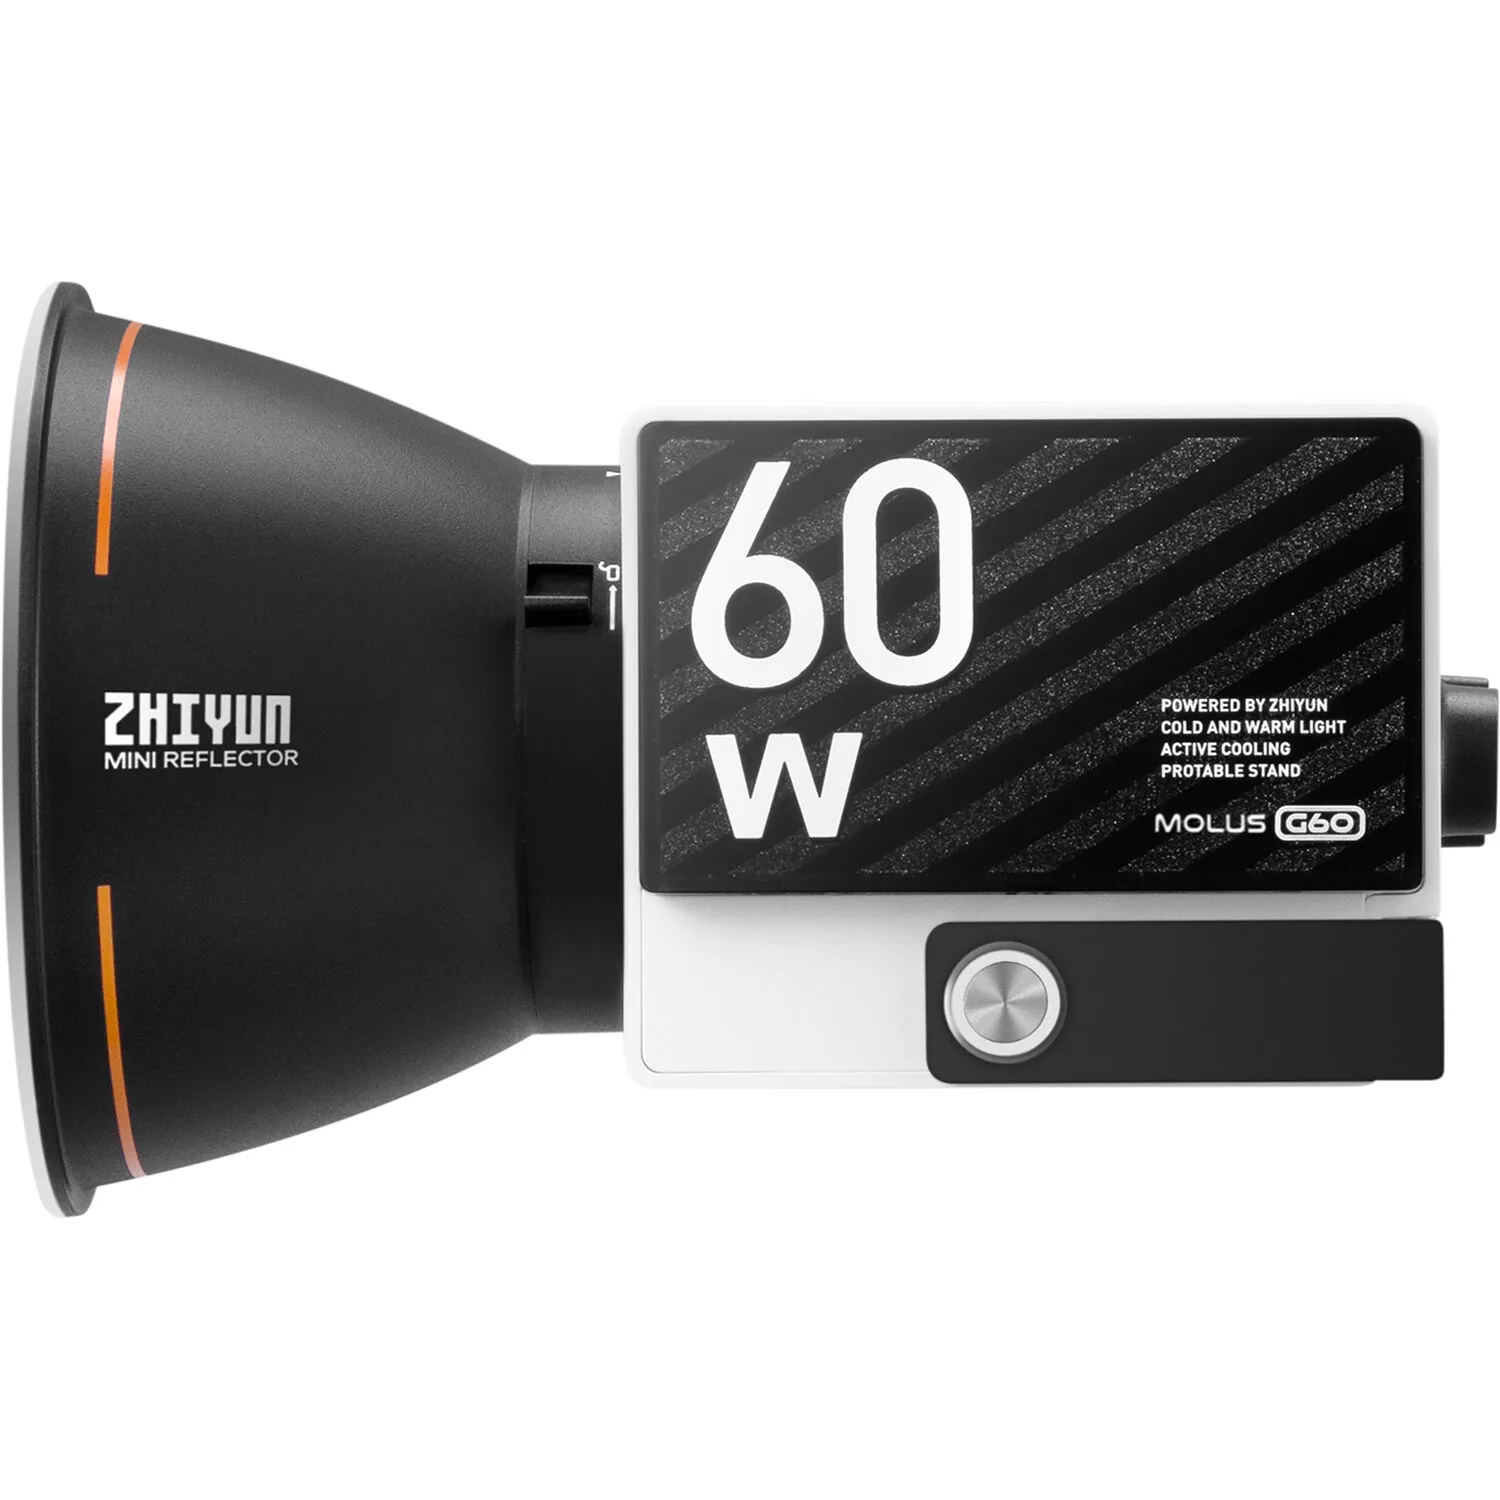 ZHIYUN
MINI REFLECTOR
60
W
POWERED BY ZHIYUN
COLD AND WARM LIGHT
ACTIVE COOLING
PROTABLE STAND
MOLUS G60